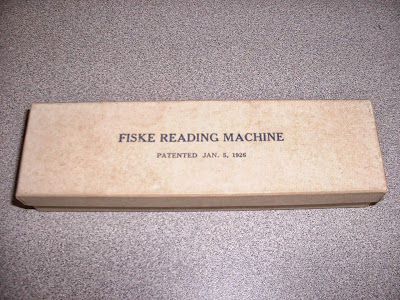 FISKE READING MACHINE
PATENTED JAN. 5, 1926